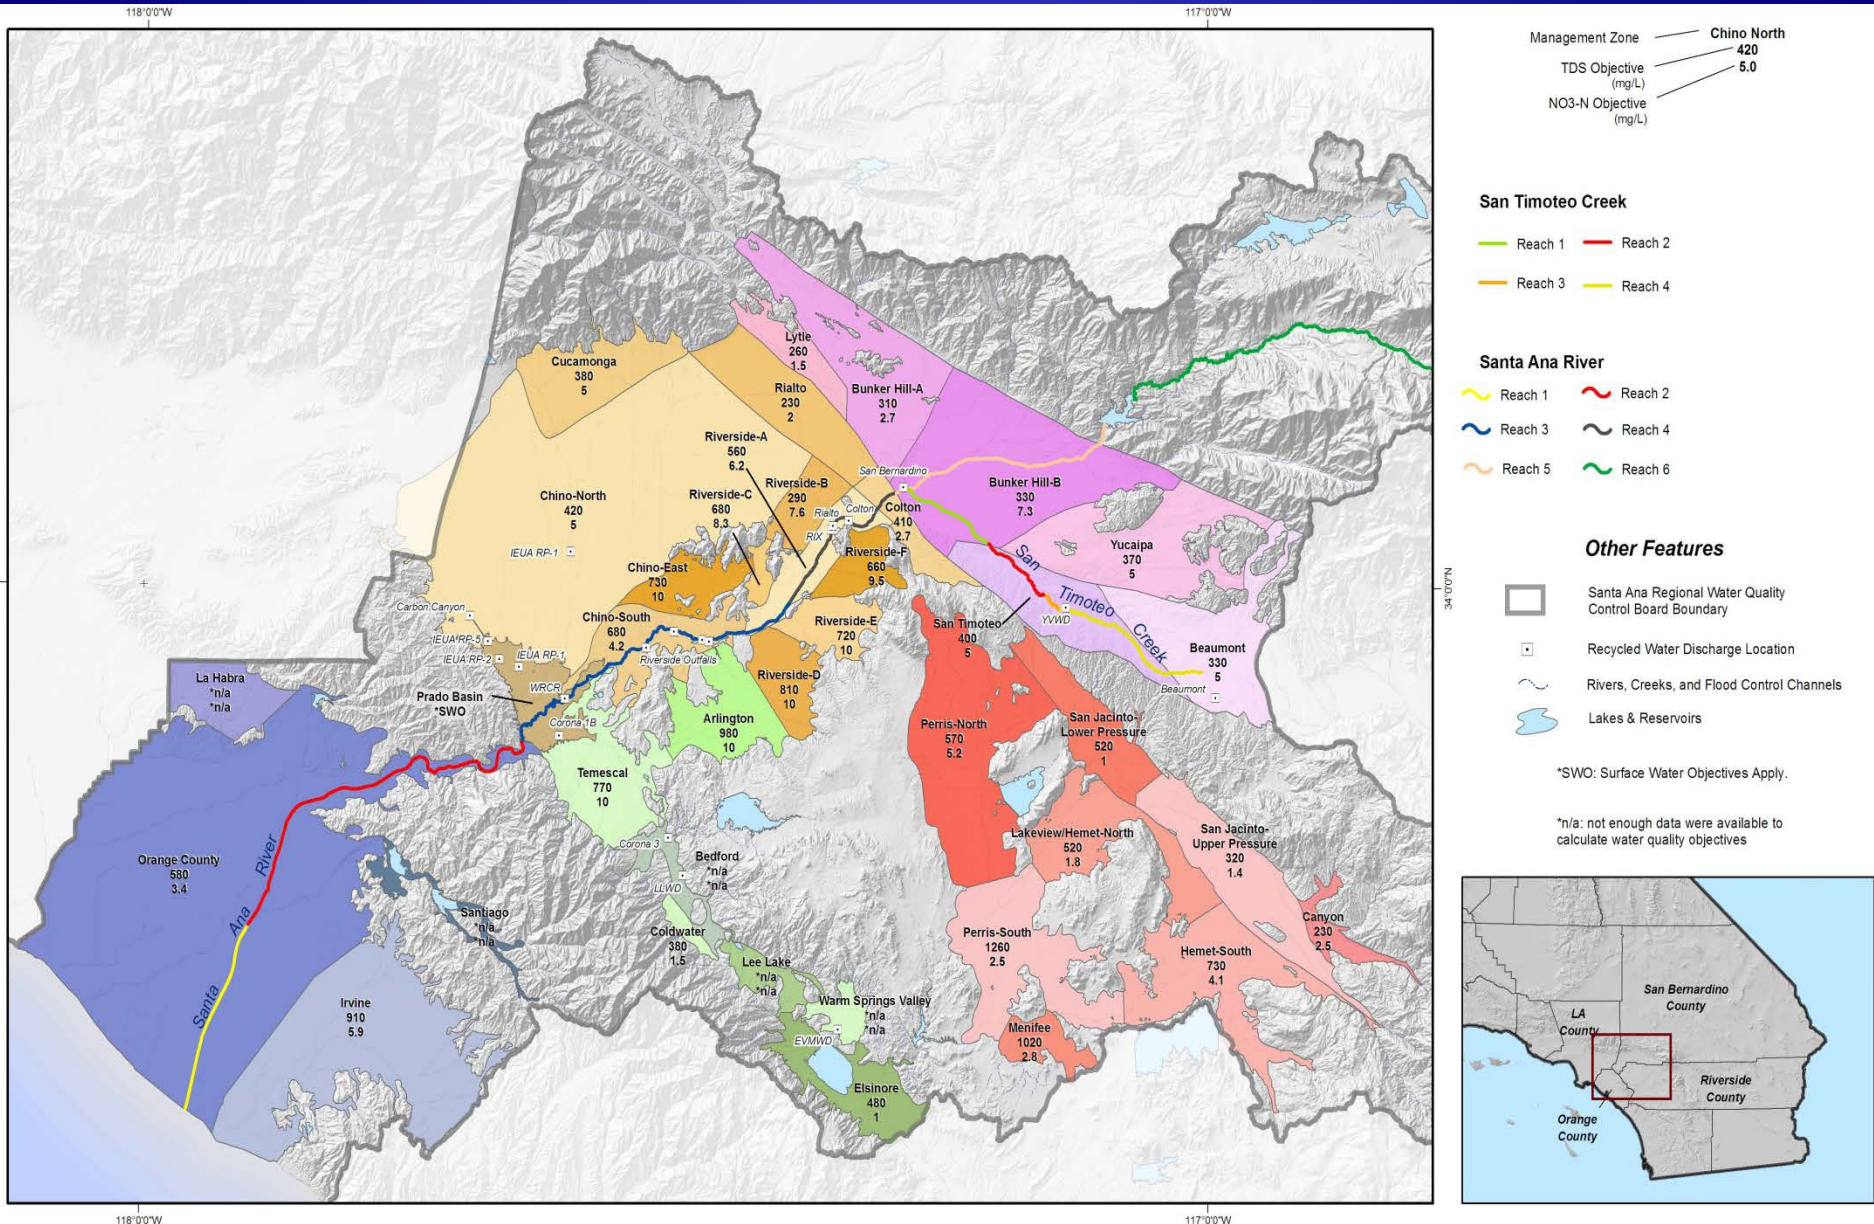 118°0'0"W
117°0'0"W
Management Zone
Chino North
420
5.0
TDS Objective
(mg/L)
NO3-N Objective
(mg/L)
San Timoteo Creek
Reach 1
Reach 2
Reach 3
Reach 4
Santa Ana River
Reach 1
Reach 2
Reach 3
Reach 4
Reach 5
Reach 6
Other Features
Santa Ana Regional Water Quality
Control Board Boundary
Recycled Water Discharge Location
Rivers, Creeks, and Flood Control Channels
Lakes & Reservoirs
*SWO: Surface Water Objectives Apply.
*n/a: not enough data were available to
calculate water quality objectives
San Bernardino
County
LA
County
Riverside
County
Orange
County
34°0'0"N
Lytle
260
1.5
Cucamonga
380
5
Rialto
230
2
Bunker Hill-A
310
2.7
Riverside-A
560
6.2
San Bernardino
Riverside-B
290
7.6
Riverside-C
680
8.3
Bunker Hill-B
330
7.3
Chino-North
420
5
Rialto
Colton
RIX
Colton
410
2.7
IEUA RP-1
Riverside-F
660
9.5
Yucaipa
370
5
Chino-East
730
10
San
Timoteo
Creek
Carbon Canyon
Chino-South
680
4.2
Riverside-E
720
10
San Timoteo
400
5
YVWD
IEUA RP-5
IEUA RP-2
IEUA RP-1
Riverside Outfalls
Beaumont
330
5
Beaumont
La Habra
*n/a
*n/a
Riverside-D
810
10
WRCR
Prado Basin
*SWO
Corona 1B
Arlington
980
10
Perris-North
570
5.2
San Jacinto-
Lower Pressure
520
1
Temescal
770
10
Lakeview/Hemet-North
520
1.8
San Jacinto-
Upper Pressure
320
1.4
Corona 3
Bedford
*n/a
*n/a
LLWD
Orange County
580
3.4
Santa
Ana
River
Santiago
*n/a
*n/a
Coldwater
380
1.5
Perris-South
1260
2.5
Canyon
230
2.5
Hemet-South
730
4.1
Lee Lake
*n/a
*n/a
Warm Springs Valley
*n/a
*n/a
Irvine
910
5.9
Menifee
1020
2.8
EVMWD
Elsinore
480
1
118°0'0"W
117°0'0"W